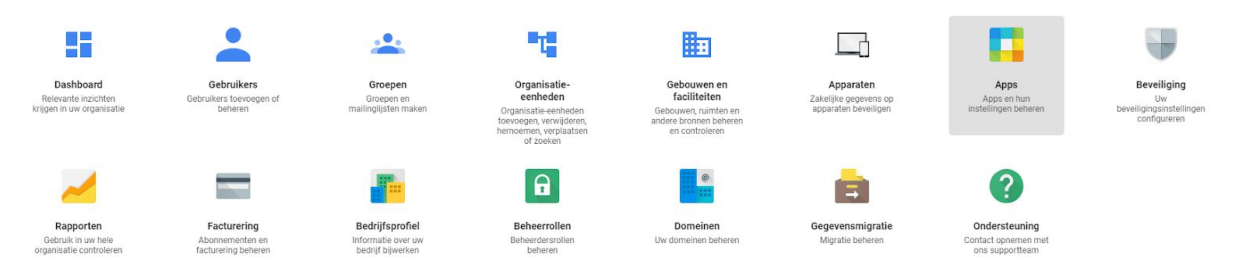 Dashboard
Relevante inzichten
krijgen in uw organisatie
Gebruikers
Gebruikers toevoegen of
beheren
Groepen
Groepen en
mailinglijsten maken
Organisatie-
eenheden
Organisatie-eenheden
toevoegen, verwijderen,
hernoemen, verplaatsen
of zoeken
Gebouwen en
faciliteiten
Gebouwen, ruimten en
andere bronnen beheren
en controleren
Apparaten
Zakelijke gegevens op
apparaten beveiligen
Apps
Apps en hun
instellingen beheren
Beveiliging
Uw
beveiligingsinstellingen
configureren
Rapporten
Gebruik in uw hele
organisatie controleren
Facturering
Abonnementen en
facturering beheren
Bedrijfsprofiel
Informatie over uw
bedrijf bijwerken
Beheerrollen
Beheerdersrollen
beheren
Domeinen
Uw domeinen beheren
Gegevensmigratie
Migratie beheren
Ondersteuning
Contact opnemen met
ons supportteam